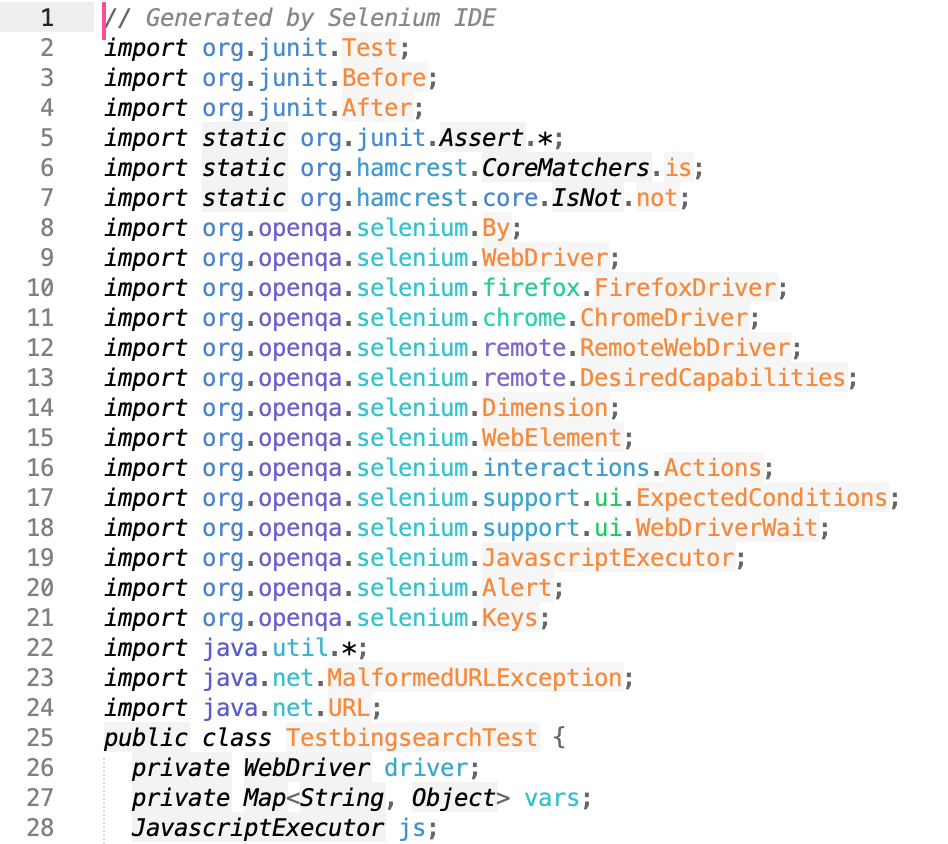 1 // Generated by Selenium IDE
2 import org.junit.Test;
3 import org.junit.Before;
4 import org.junit.After;
5 import static org.junit.Assert.*;
6 import static org.hamcrest.CoreMatchers.is;
7 import static org.hamcrest.core.IsNot.not;
8 import org.openqa.selenium.By;
9 import org.openqa.selenium.WebDriver;
10 import org.openqa.selenium.firefox.FirefoxDriver;
11 import org.openqa.selenium.chrome.ChromeDriver;
12 import org.openqa.selenium.remote.RemoteWebDriver;
13 import org.openqa.selenium.remote.DesiredCapabilities;
14 import org.openqa.selenium.Dimension;
15 import org.openqa.selenium.WebElement;
16 import org.openqa.selenium.interactions.Actions;
17 import org.openqa.selenium.support.ui.ExpectedConditions;
18 import org.openqa.selenium.support.ui.WebDriverWait;
19 import org.openqa.selenium.JavascriptExecutor;
20 import org.openqa.selenium.Alert;
21 import org.openqa.selenium.Keys;
22 import java.util.*;
23 import java.net.MalformedURLException;
24 import java.net.URL;
25 public class TestbingsearchTest {
26   private WebDriver driver;
27   private Map<String, Object> vars;
28   JavascriptExecutor js;